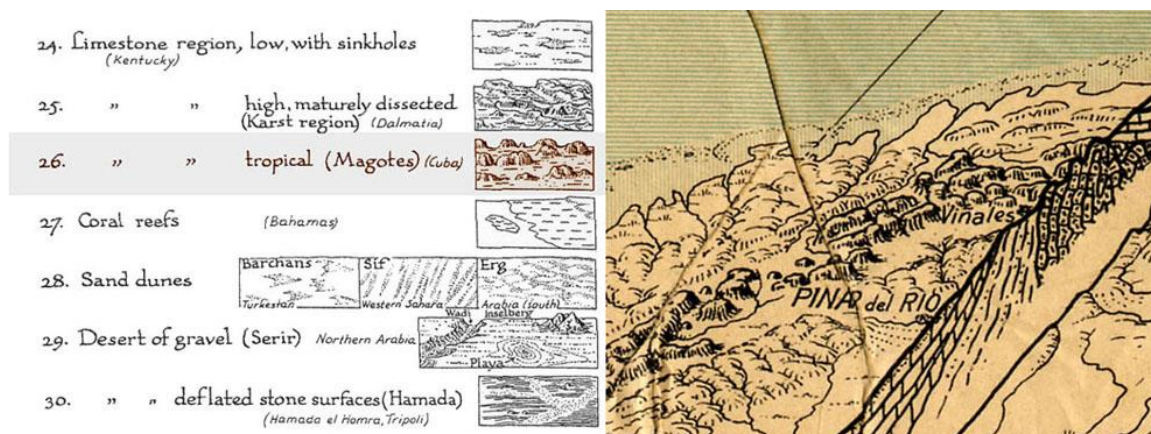 24. Limestone region, low, with sinkholes
(Kentucky)
25. " " high, maturely dissected
(Karst region) (Dalmatia)
26. " " tropical (Magotes) (Cuba)
27. Coral reefs (Bahamas)
28. Sand dunes
Barchans Sif Erg
Turkestan Western Sahara Arabia (south)
29. Desert of gravel (Serir) Northern Arabia
Wadi Inselberg
Playa
30. " " deflated stone surfaces (Hamada)
(Hamada el Homra, Tripoli)
Viñales
PINAR del RIO